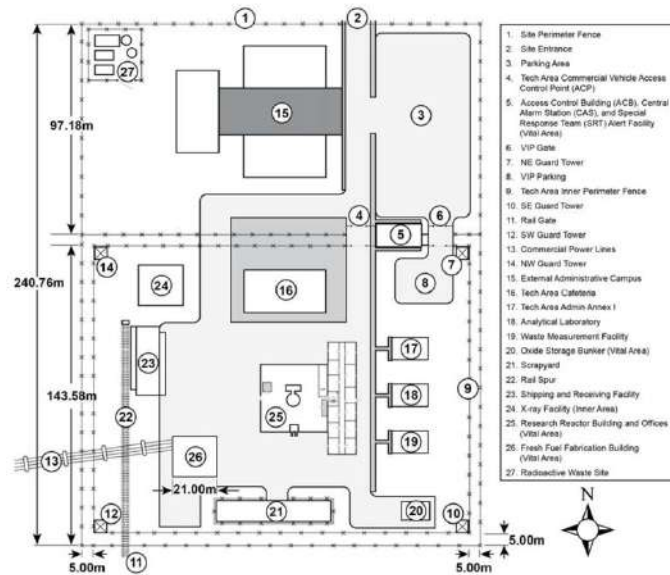 1
2
27
97.18m
15
3
4
5
6
7
14
24
16
8
240.76m
23
17
143.58m
22
18
9
25
19
13
26
21.00m
12
21
20
10
11
5.00m
5.00m
5.00m
N
1. Site Perimeter Fence
2. Site Entrance
3. Parking Area
4. Tech Area Commercial Vehicle Access
Control Point (ACP)
5. Access Control Building (ACB), Central
Alarm Station (CAS), and Special
Response Team (SRT) Alert Facility
(Vital Area)
6. VIP Gate
7. NE Guard Tower
8. VIP Parking
9. Tech Area Inner Perimeter Fence
10. SE Guard Tower
11. Rail Gate
12. SW Guard Tower
13. Commercial Power Lines
14. NW Guard Tower
15. External Administrative Campus
16. Tech Area Cafeteria
17. Tech Area Admin Annex I
18. Analytical Laboratory
19. Waste Measurement Facility
20. Oxide Storage Bunker (Vital Area)
21. Scrapyard
22. Rail Spur
23. Shipping and Receiving Facility
24. X-ray Facility (Inner Area)
25. Research Reactor Building and Offices
(Vital Area)
26. Fresh Fuel Fabrication Building
(Vital Area)
27. Radioactive Waste Site